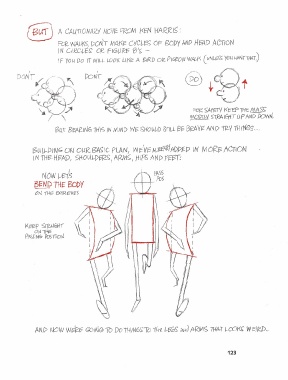 BUT
A CAUTIONARY NOTE FROM KEN HARRIS:
FOR WALKS DON'T MAKE CYCLES OF BODY AND HEAD ACTION
IN CIRCLES OR FIGURE 8's —
IF YOU DO IT WILL LOOK LIKE A BIRD OR PIGEON WALK (UNLESS YOU WANT THAT)
DON'T
DON'T
DO
FOR SAFETY KEEP THE MASS
MOSTLY STRAIGHT UP AND DOWN.
BUT BEARING THIS IN MIND WE SHOULD STILL BE BRAVE AND TRY THINGS...
BUILDING ON OUR BASIC PLAN, WE'VE ADDED IN MORE ACTION
IN THE HEAD, SHOULDERS, ARMS, HIPS AND FEET:
NOW LET'S
BEND THE BODY
ON THE EXTREMES
PASS
POS
KEEP STRAIGHT
ON THE
PASSING POSITION
AND NOW WE'RE GOING TO DO THINGS TO THE LEGS and ARMS THAT LOOKS WEIRD...
123